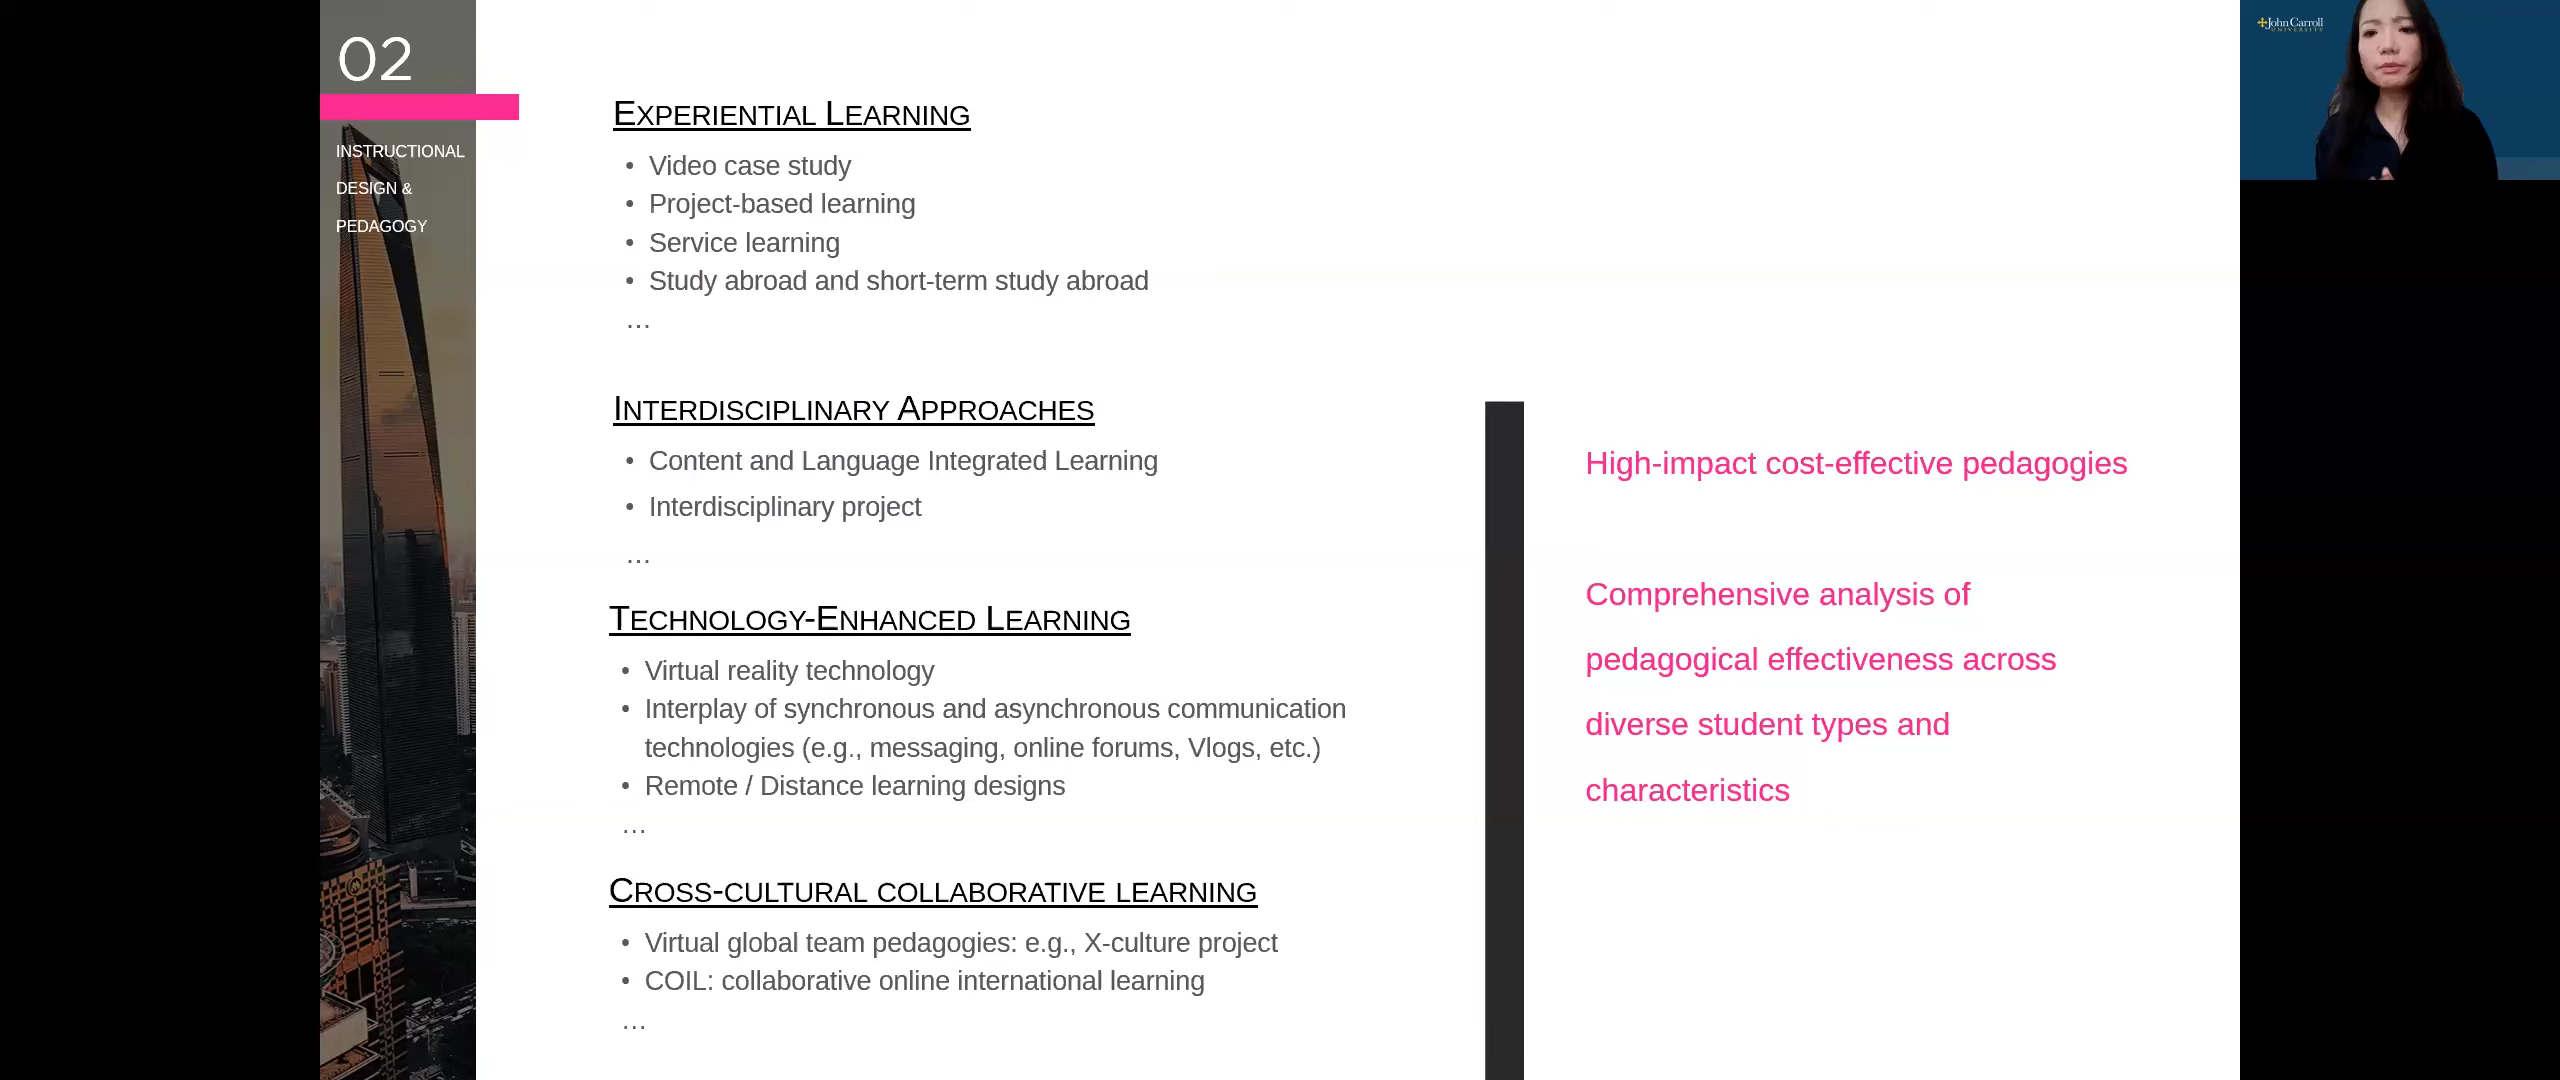 02
INSTRUCTIONAL
DESIGN &
PEDAGOGY
EXPERIENTIAL LEARNING
• Video case study
• Project-based learning
• Service learning
• Study abroad and short-term study abroad
...
INTERDISCIPLINARY APPROACHES
• Content and Language Integrated Learning
• Interdisciplinary project
...
TECHNOLOGY-ENHANCED LEARNING
• Virtual reality technology
• Interplay of synchronous and asynchronous communication
technologies (e.g., messaging, online forums, Vlogs, etc.)
• Remote / Distance learning designs
...
CROSS-CULTURAL COLLABORATIVE LEARNING
• Virtual global team pedagogies: e.g., X-culture project
• COIL: collaborative online international learning
...
High-impact cost-effective pedagogies
Comprehensive analysis of
pedagogical effectiveness across
diverse student types and
characteristics
John Carroll
UNIVERSITY